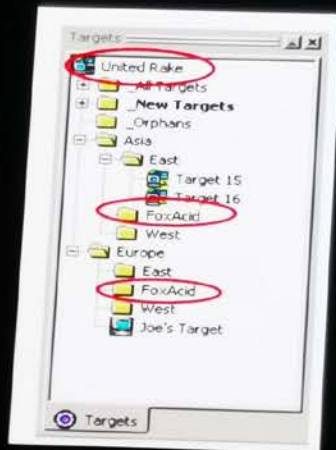 Targets
United Rake
_All Targets
_New Targets
_Orphans
Asia
East
Target 15
Target 16
FoxAcid
West
Europe
East
FoxAcid
West
Joe's Target
Targets